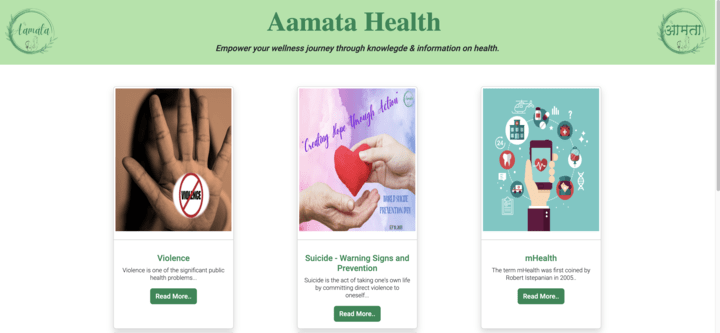 Aamata Health
Aamata
आमता
Empower your wellness journey through knowlegde & information on health.
VIOLENCE
"Creating Hope through Action"
WORLD SUICIDE
PREVENTION DAY
24
Violence
Violence is one of the significant public
health problems...
Read More..
Suicide - Warning Signs and
Prevention
Suicide is the act of taking one's own life
by committing direct violence to
oneself...
Read More..
mHealth
The term mHealth was first coined by
Robert Istepanian in 2005..
Read More..